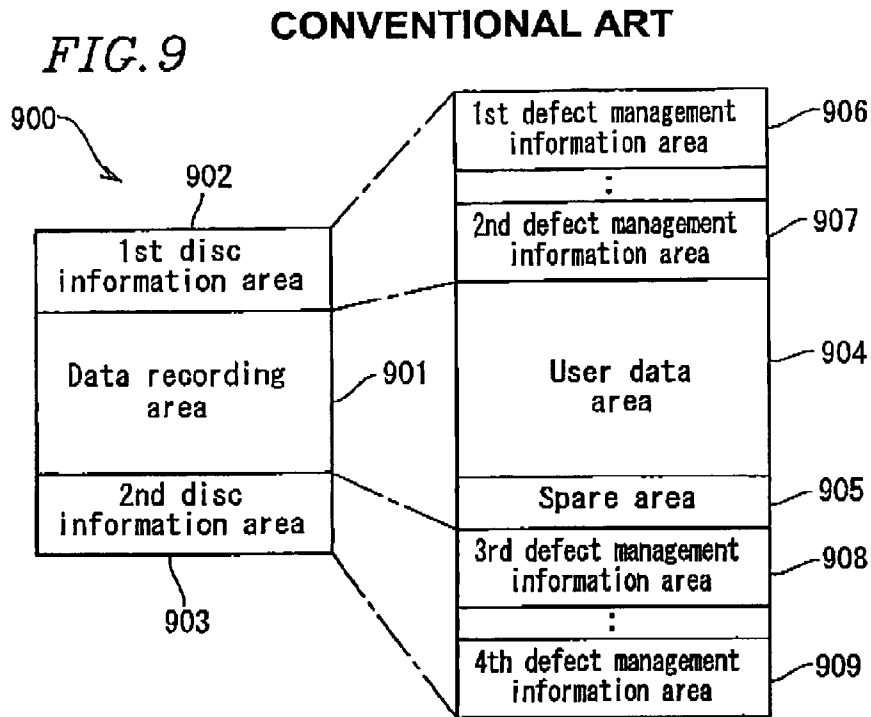 CONVENTIONAL ART
FIG. 9
900
902
1st disc
information area
Data recording
area
901
2nd disc
information area
903
1st defect management
information area
906
:
2nd defect management
information area
907
User data
area
904
Spare area
905
3rd defect management
information area
908
:
4th defect management
information area
909